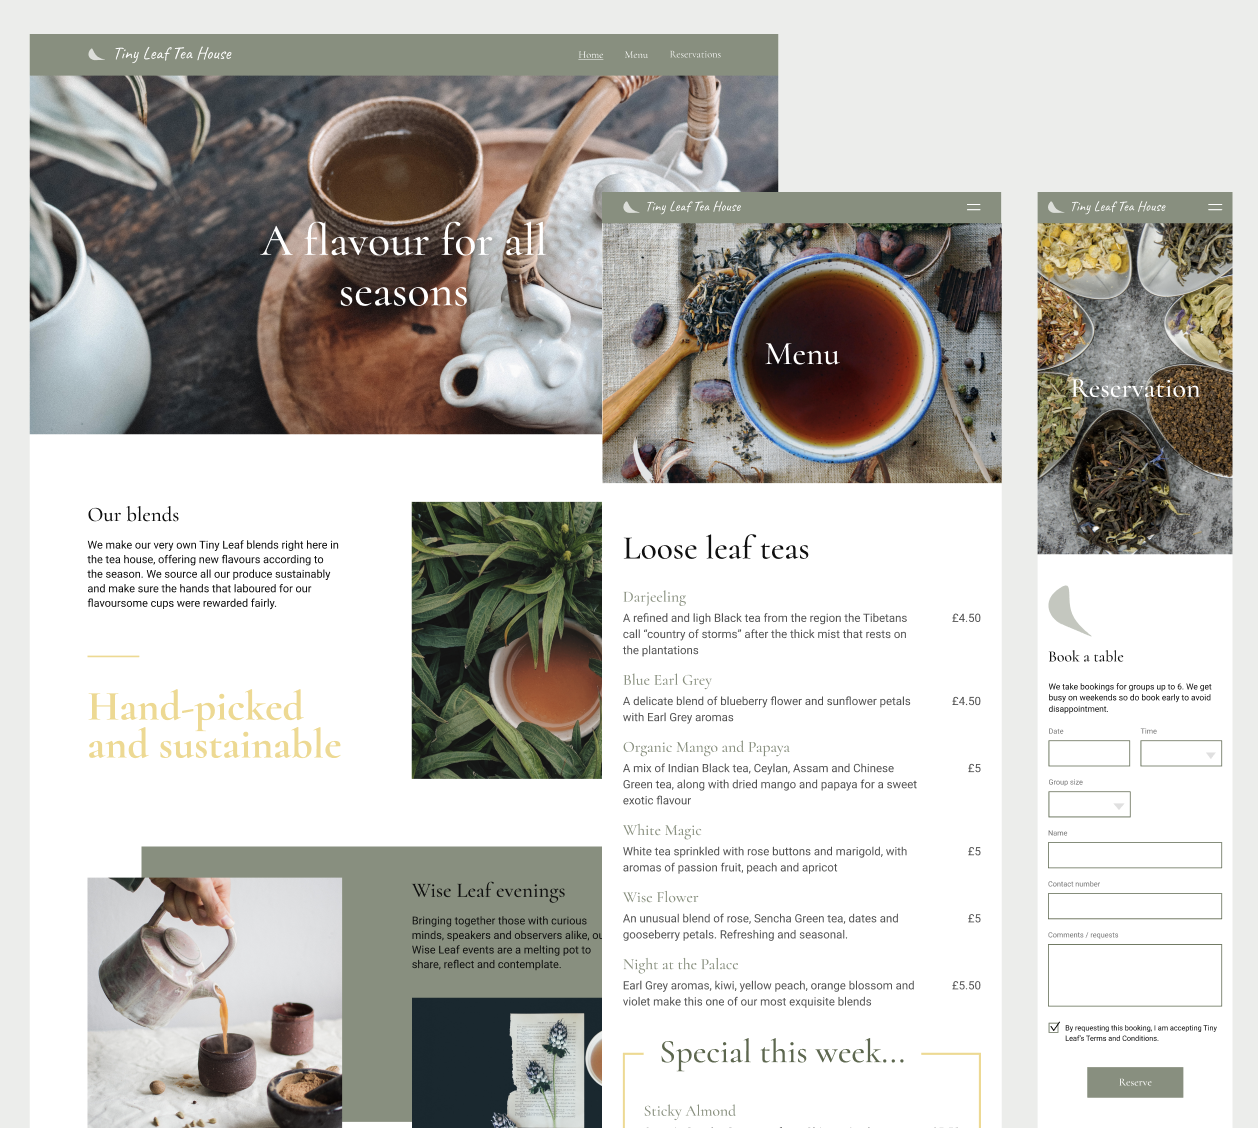 Tiny Leaf Tea House
Home
Menu
Reservations
A flavour for all
seasons
Our blends
We make our very own Tiny Leaf blends right here in
the tea house, offering new flavours according to
the season. We source all our produce sustainably
and make sure the hands that laboured for our
flavoursome cups were rewarded fairly.
Hand-picked
and sustainable
Wise Leaf evenings
Bringing together those with curious
minds, speakers and observers alike,
Wise Leaf events are a melting pot to
share, reflect and contemplate.
Tiny Leaf Tea House
Menu
Loose leaf teas
Darjeeling
A refined and ligh Black tea from the region the Tibetans
call “country of storms” after the thick mist that rests on
the plantations
£4.50
Blue Earl Grey
A delicate blend of blueberry flower and sunflower petals
with Earl Grey aromas
£4.50
Organic Mango and Papaya
A mix of Indian Black tea, Ceylan, Assam and Chinese
Green tea, along with dried mango and papaya for a sweet
exotic flavour
£5
White Magic
White tea sprinkled with rose buttons and marigold, with
aromas of passion fruit, peach and apricot
£5
Wise Flower
An unusual blend of rose, Sencha Green tea, dates and
gooseberry petals. Refreshing and seasonal.
£5
Night at the Palace
Earl Grey aromas, kiwi, yellow peach, orange blossom and
violet make this one of our most exquisite blends
£5.50
Special this week...
Sticky Almond
Tiny Leaf Tea House
Reservation
Book a table
We take bookings for groups up to 6. We get
busy on weekends so do book early to avoid
disappointment.
Date
Time
Group size
Name
Contact number
Comments / requests
By requesting this booking, I am accepting Tiny
Leaf's Terms and Conditions.
Reserve